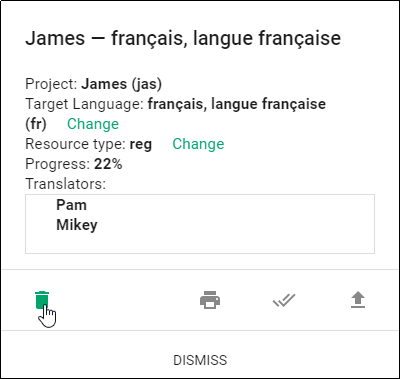 James — français, langue française
Project: James (jas)
Target Language: français, langue française
(fr) Change
Resource type: reg Change
Progress: 22%
Translators:
Pam
Mikey
DISMISS